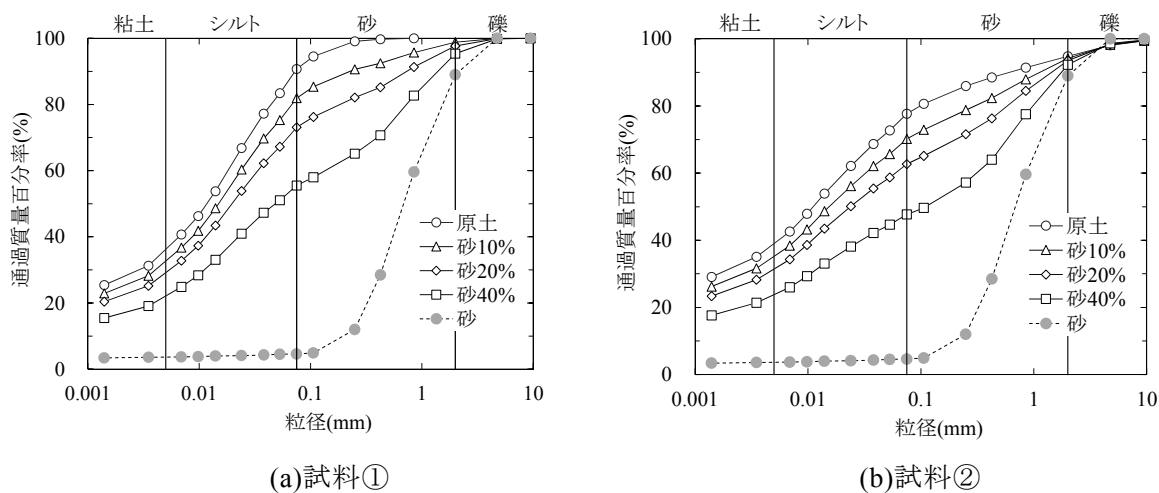 粘土 シルト 砂 礫
100
80
60
40
20
0
通過質量百分率(%)
原土
砂10%
砂20%
砂40%
砂
0.001 0.01 0.1 1 10
粒径(mm)
(a)試料①
粘土 シルト 砂 礫
100
80
60
40
20
0
通過質量百分率(%)
原土
砂10%
砂20%
砂40%
砂
0.001 0.01 0.1 1 10
粒径(mm)
(b)試料②